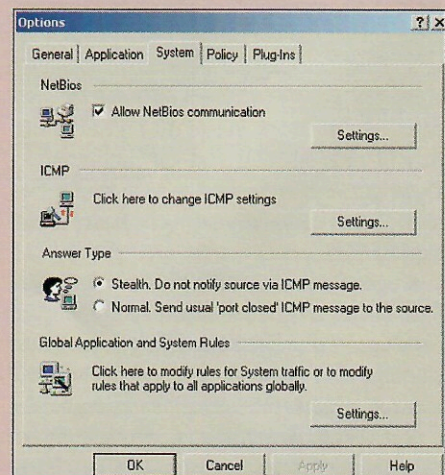 Options
General Application System Policy Plug-Ins
NetBios
Allow NetBios communication
Settings...
ICMP
Click here to change ICMP settings
Settings...
Answer Type
Stealth. Do not notify source via ICMP message.
Normal. Send usual 'port closed' ICMP message to the source.
Global Application and System Rules
Click here to modify rules for System traffic or to modify
rules that apply to all applications globally.
Settings...
OK Cancel Apply Help